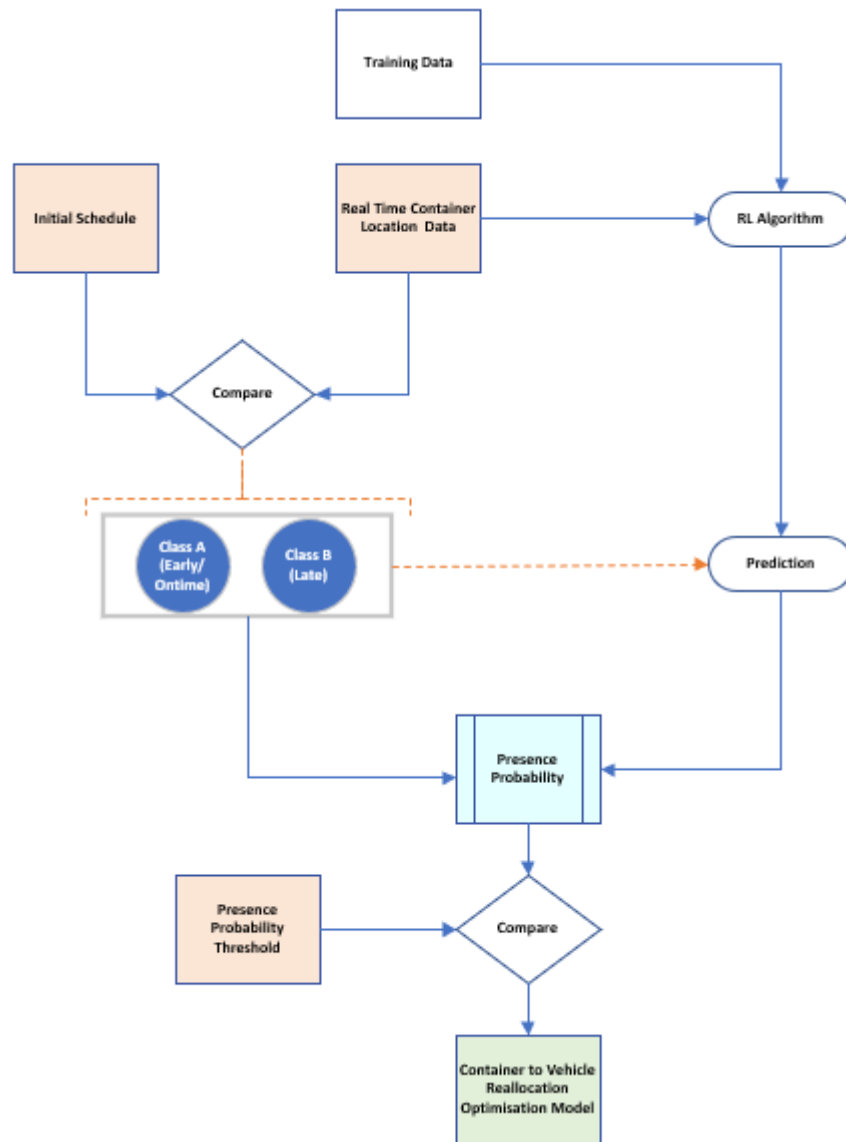 Training Data
Initial Schedule
Real Time Container
Location Data
RL Algorithm
Compare
Class A
(Early/
Ontime)
Class B
(Late)
Prediction
Presence
Probability
Presence
Probability
Threshold
Compare
Container to Vehicle
Reallocation
Optimisation Model